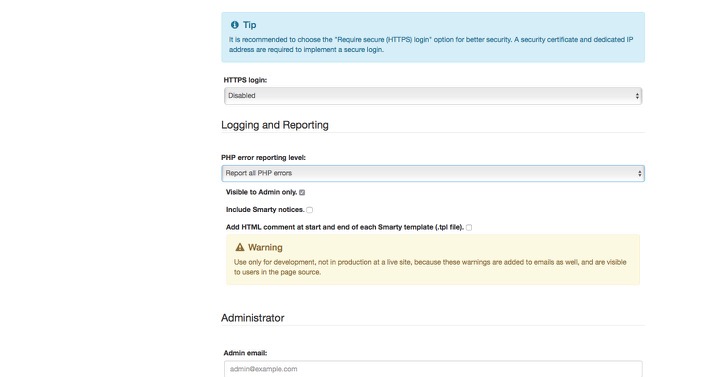 Tip
It is recommended to choose the "Require secure (HTTPS) login" option for better security. A security certificate and dedicated IP
address are required to implement a secure login.
HTTPS login:
Disabled
Logging and Reporting
PHP error reporting level:
Report all PHP errors
Visible to Admin only.
Include Smarty notices.
Add HTML comment at start and end of each Smarty template (.tpl file).
Warning
Use only for development, not in production at a live site, because these warnings are added to emails as well, and are visible
to users in the page source.
Administrator
Admin email:
admin@example.com